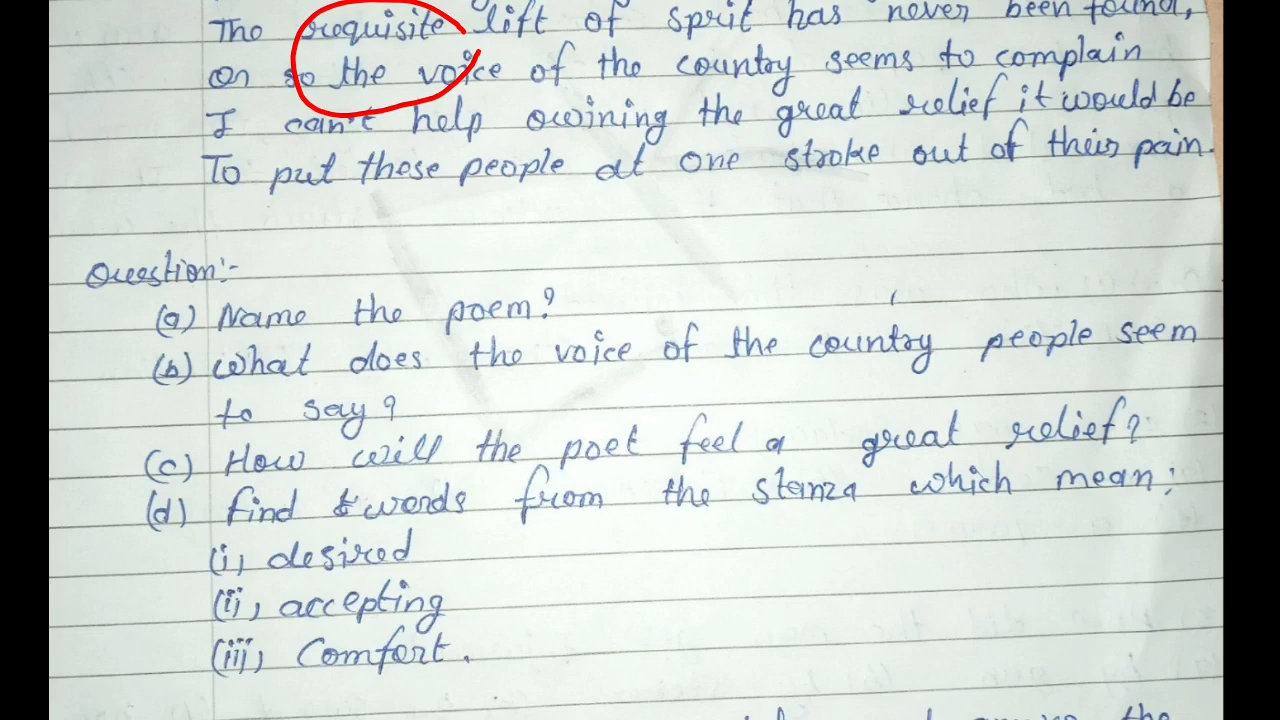 The requisite lift of sprit has never been found,
or so the voice of the country seems to complain
I can't help owining the great relief it would be
To put these people at one stroke out of their pain.
Question:-
(a) Name the poem?
(b) What does the voice of the country people seem
to say?
(c) How will the poet feel a great relief?
(d) find words from the stanza which mean:
(i) desired
(ii) accepting
(iii) Comfort.
the